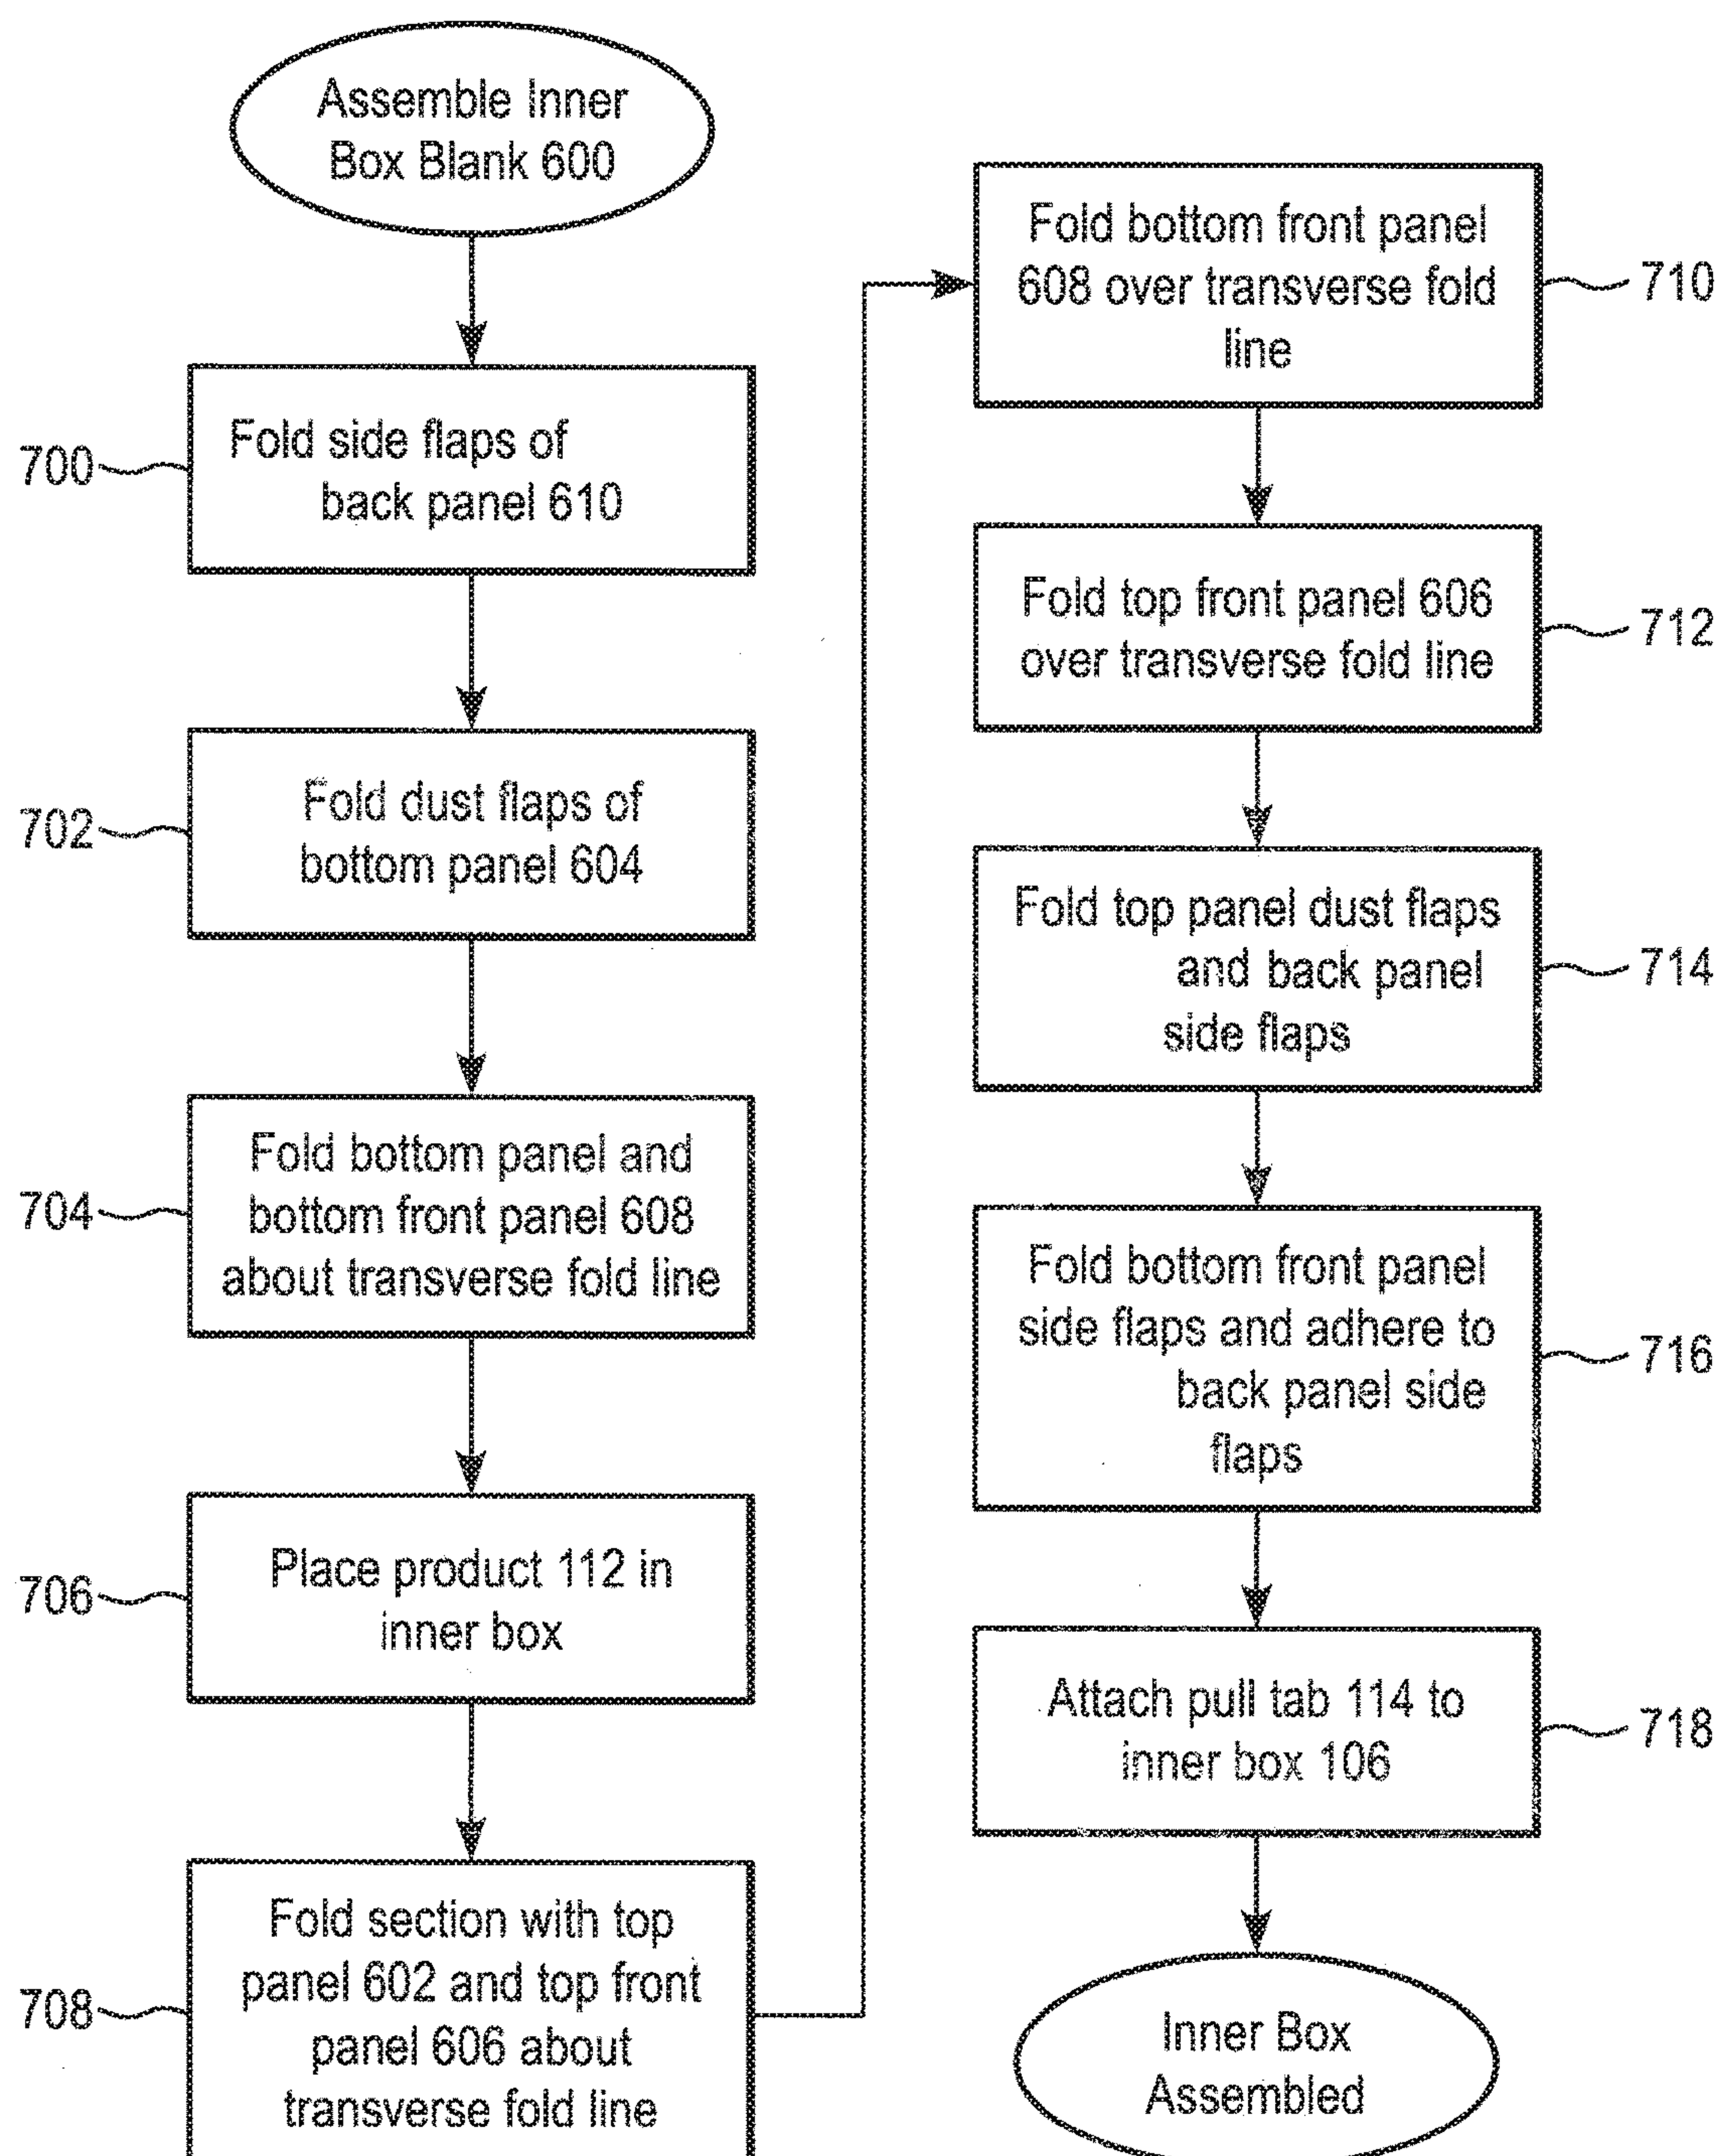 Assemble Inner
Box Blank 600
700
Fold side flaps of
back panel 610
702
Fold dust flaps of
bottom panel 604
704
Fold bottom panel and
bottom front panel 608
about transverse fold line
706
Place product 112 in
inner box
708
Fold section with top
panel 602 and top front
panel 606 about
transverse fold line
Fold bottom front panel
608 over transverse fold
line
710
Fold top front panel 606
over transverse fold line
712
Fold top panel dust flaps
and back panel
side flaps
714
Fold bottom front panel
side flaps and adhere to
back panel side
flaps
716
Attach pull tab 114 to
inner box 106
718
Inner Box
Assembled